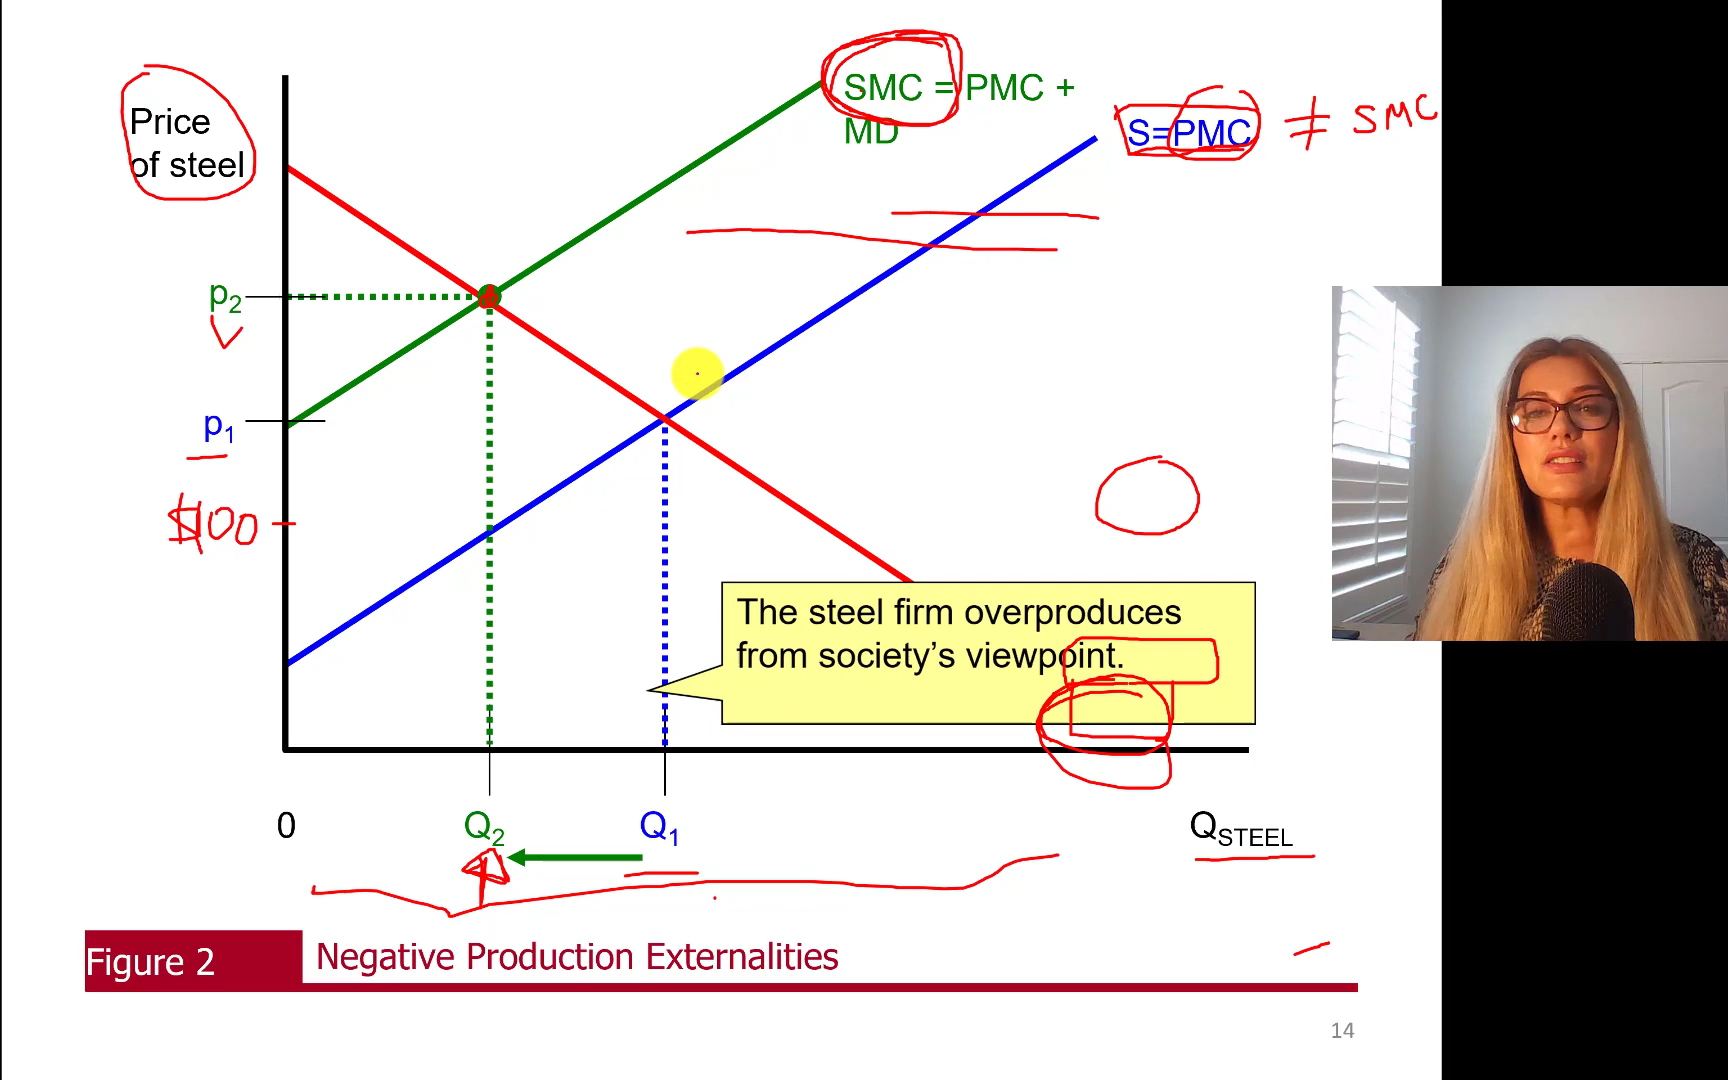 SMC = PMC +
MD
S=PMC ≠ SMC
Price
of steel
p2
p1
$100
The steel firm overproduces
from society’s viewpoint.
0
Q2
Q1
QSTEEL
Figure 2
Negative Production Externalities
14